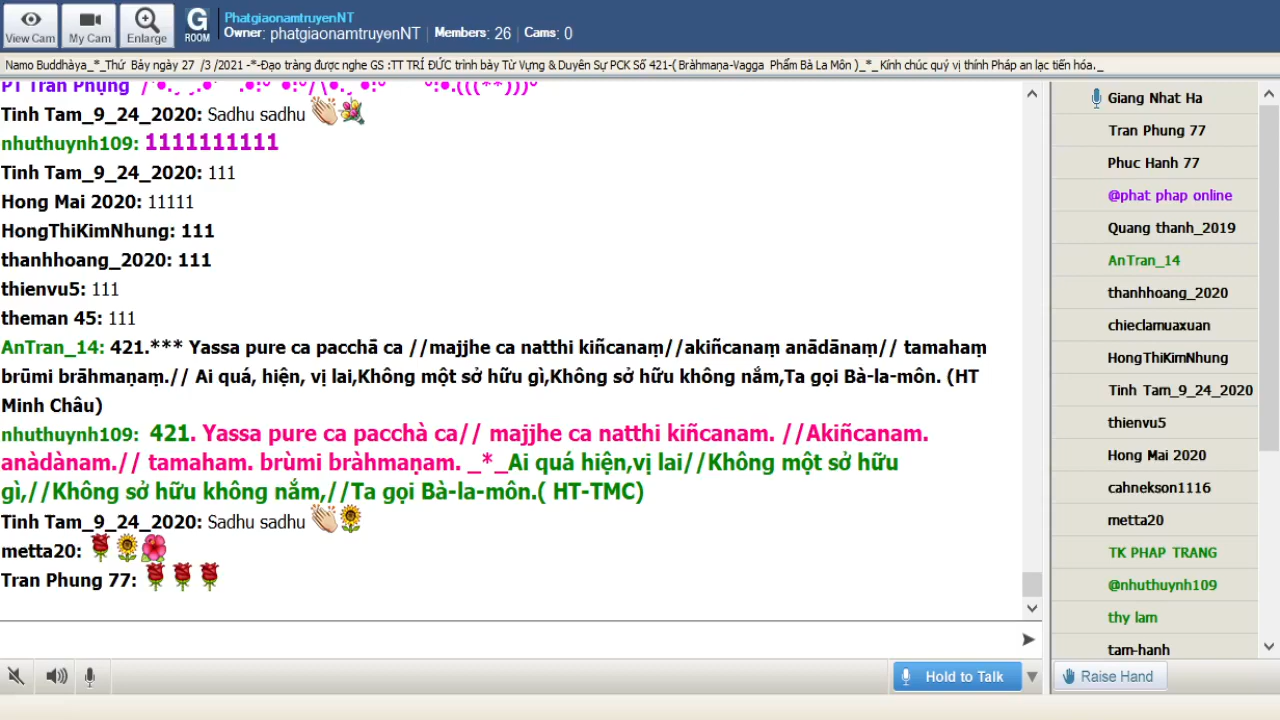 View Cam
My Cam
Enlarge
G
ROOM
PhatgiaonamtruyenNT
Owner: phatgiaonamtruyenNT | Members: 26 | Cams: 0
Namo Buddhàya_*_Thứ Bảy ngày 27 /3 /2021 -*-Đạo tràng được nghe GS :TT TRÍ ĐỨC trình bày Từ Vựng & Duyên Sự PCK Số 421-( Bràhmaṇa-Vagga Phẩm Bà La Môn )_*_ Kính chúc quý vị thính Pháp an lạc tiến hóa._
PT Tran Phụng
Tinh Tam_9_24_2020: Sadhu sadhu
nhuthuynh109: 1111111111
Tinh Tam_9_24_2020: 111
Hong Mai 2020: 11111
HongThiKimNhung: 111
thanhhoang_2020: 111
thienvu5: 111
theman 45: 111
AnTran_14: 421.*** Yassa pure ca pacchā ca //majjhe ca natthi kiñcanaṃ//akiñcanaṃ anādānaṃ// tamahaṃ
brūmi brāhmaṇaṃ.// Ai quá, hiện, vị lai,Không một sở hữu gì,Không sở hữu không nắm,Ta gọi Bà-la-môn. (HT
Minh Châu)
nhuthuynh109: 421. Yassa pure ca pacchà ca// majjhe ca natthi kiñcanam. //Akiñcanam.
anàdànam.// tamaham. brùmi bràhmaṇam. _*_Ai quá hiện,vị lai//Không một sở hữu
gì,//Không sở hữu không nắm,//Ta gọi Bà-la-môn.( HT-TMC)
Tinh Tam_9_24_2020: Sadhu sadhu
metta20:
Tran Phung 77:
Giang Nhat Ha
Tran Phung 77
Phuc Hanh 77
@phat phap online
Quang thanh_2019
AnTran_14
thanhhoang_2020
chieclamuaxuan
HongThiKimNhung
Tinh Tam_9_24_2020
thienvu5
Hong Mai 2020
cahnekson1116
metta20
TK PHAP TRANG
@nhuthuynh109
thy lam
tam-hanh
Hold to Talk
Raise Hand